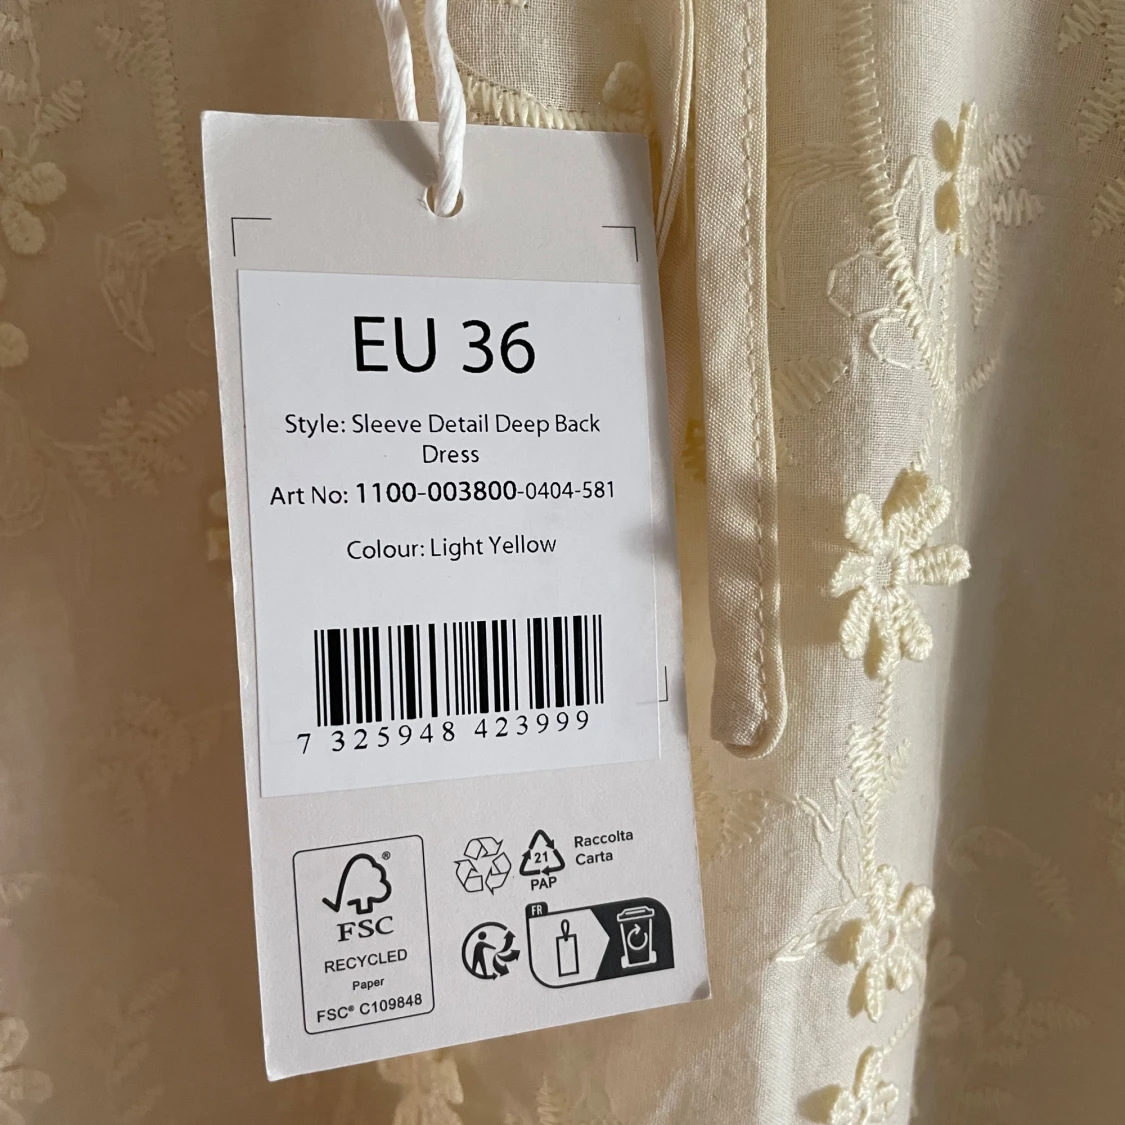 EU 36
Style: Sleeve Detail Deep Back
Dress
Art No: 1100-003800-0404-581
Colour: Light Yellow
7 325948 423999
FSC®
RECYCLED
Paper
FSC® C109848
21
PAP
Raccolta
Carta
FR